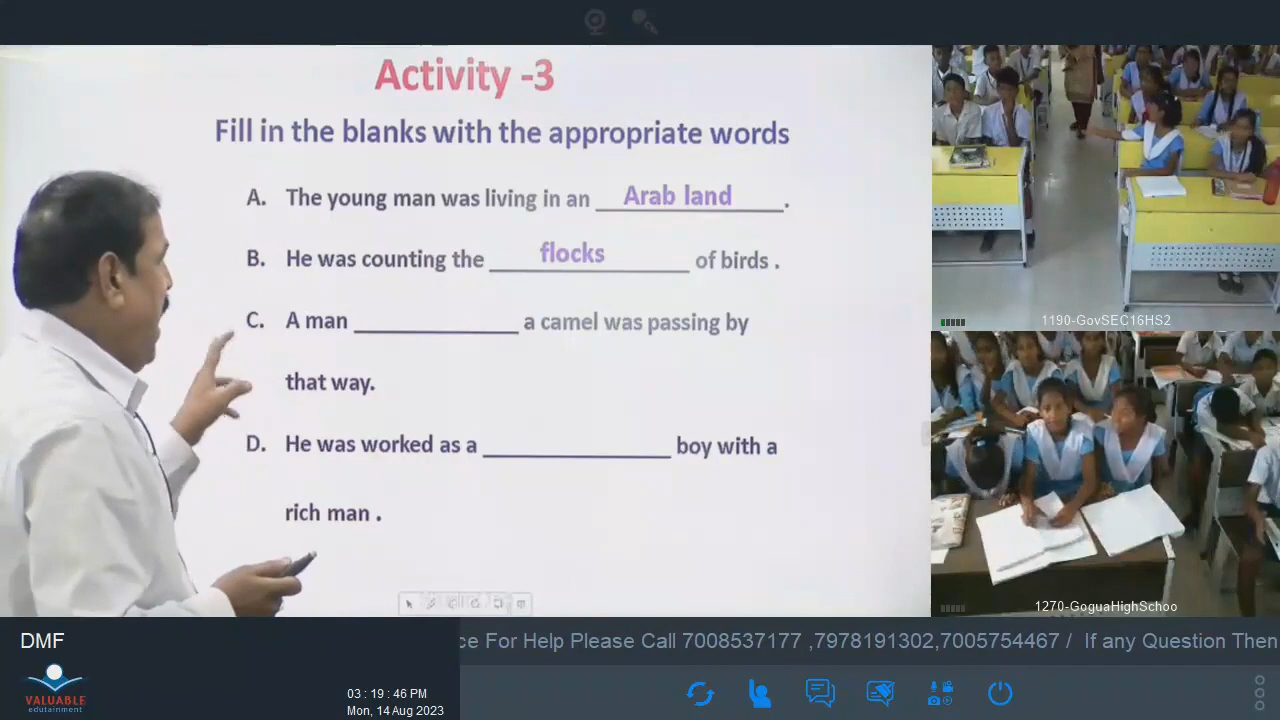 Activity -3
Fill in the blanks with the appropriate words
A. The young man was living in an Arab land.
B. He was counting the flocks of birds .
C. A man ____________ a camel was passing by
that way.
D. He was worked as a ______________ boy with a
rich man .
1190-GovSEC16HS2
1270-GoguaHighSchoo
DMF
ce For Help Please Call 7008537177 ,7978191302,7005754467 / If any Question Then
VALUABLE
edutainment
03 : 19 : 46 PM
Mon, 14 Aug 2023